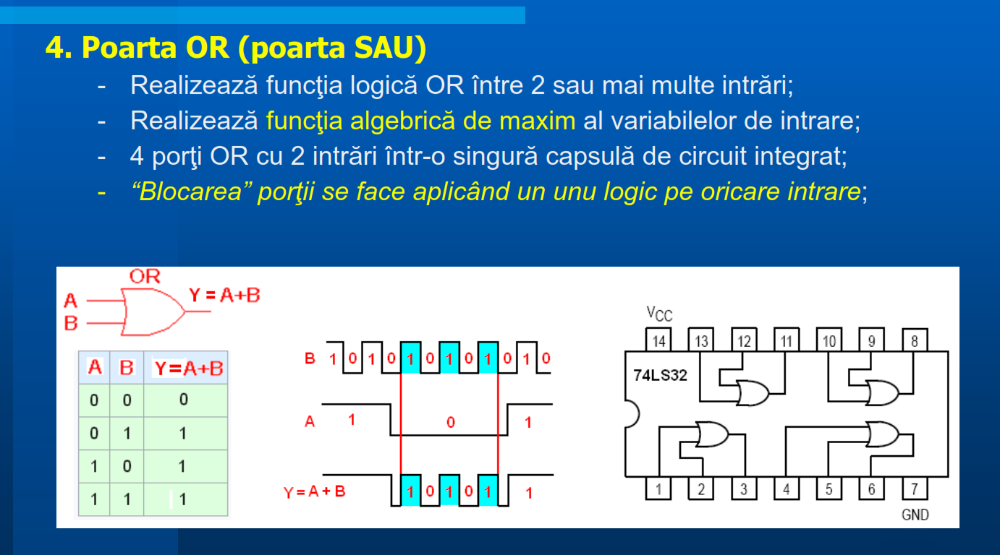 4. Poarta OR (poarta SAU)
- Realizează funcţia logică OR între 2 sau mai multe intrări;
- Realizează funcţia algebrică de maxim al variabilelor de intrare;
- 4 porţi OR cu 2 intrări într-o singură capsulă de circuit integrat;
- “Blocarea” porţii se face aplicând un unu logic pe oricare intrare;
OR
A
B
Y = A+B
A B Y=A+B
0 0 0
0 1 1
1 0 1
1 1 1
B 1 0 1 0 1 0 1 0 1 0 1 0
A 1 0 1
Y = A + B 1 0 1 0 1 1
VCC
14 13 12 11 10 9 8
74LS32
1 2 3 4 5 6 7
GND